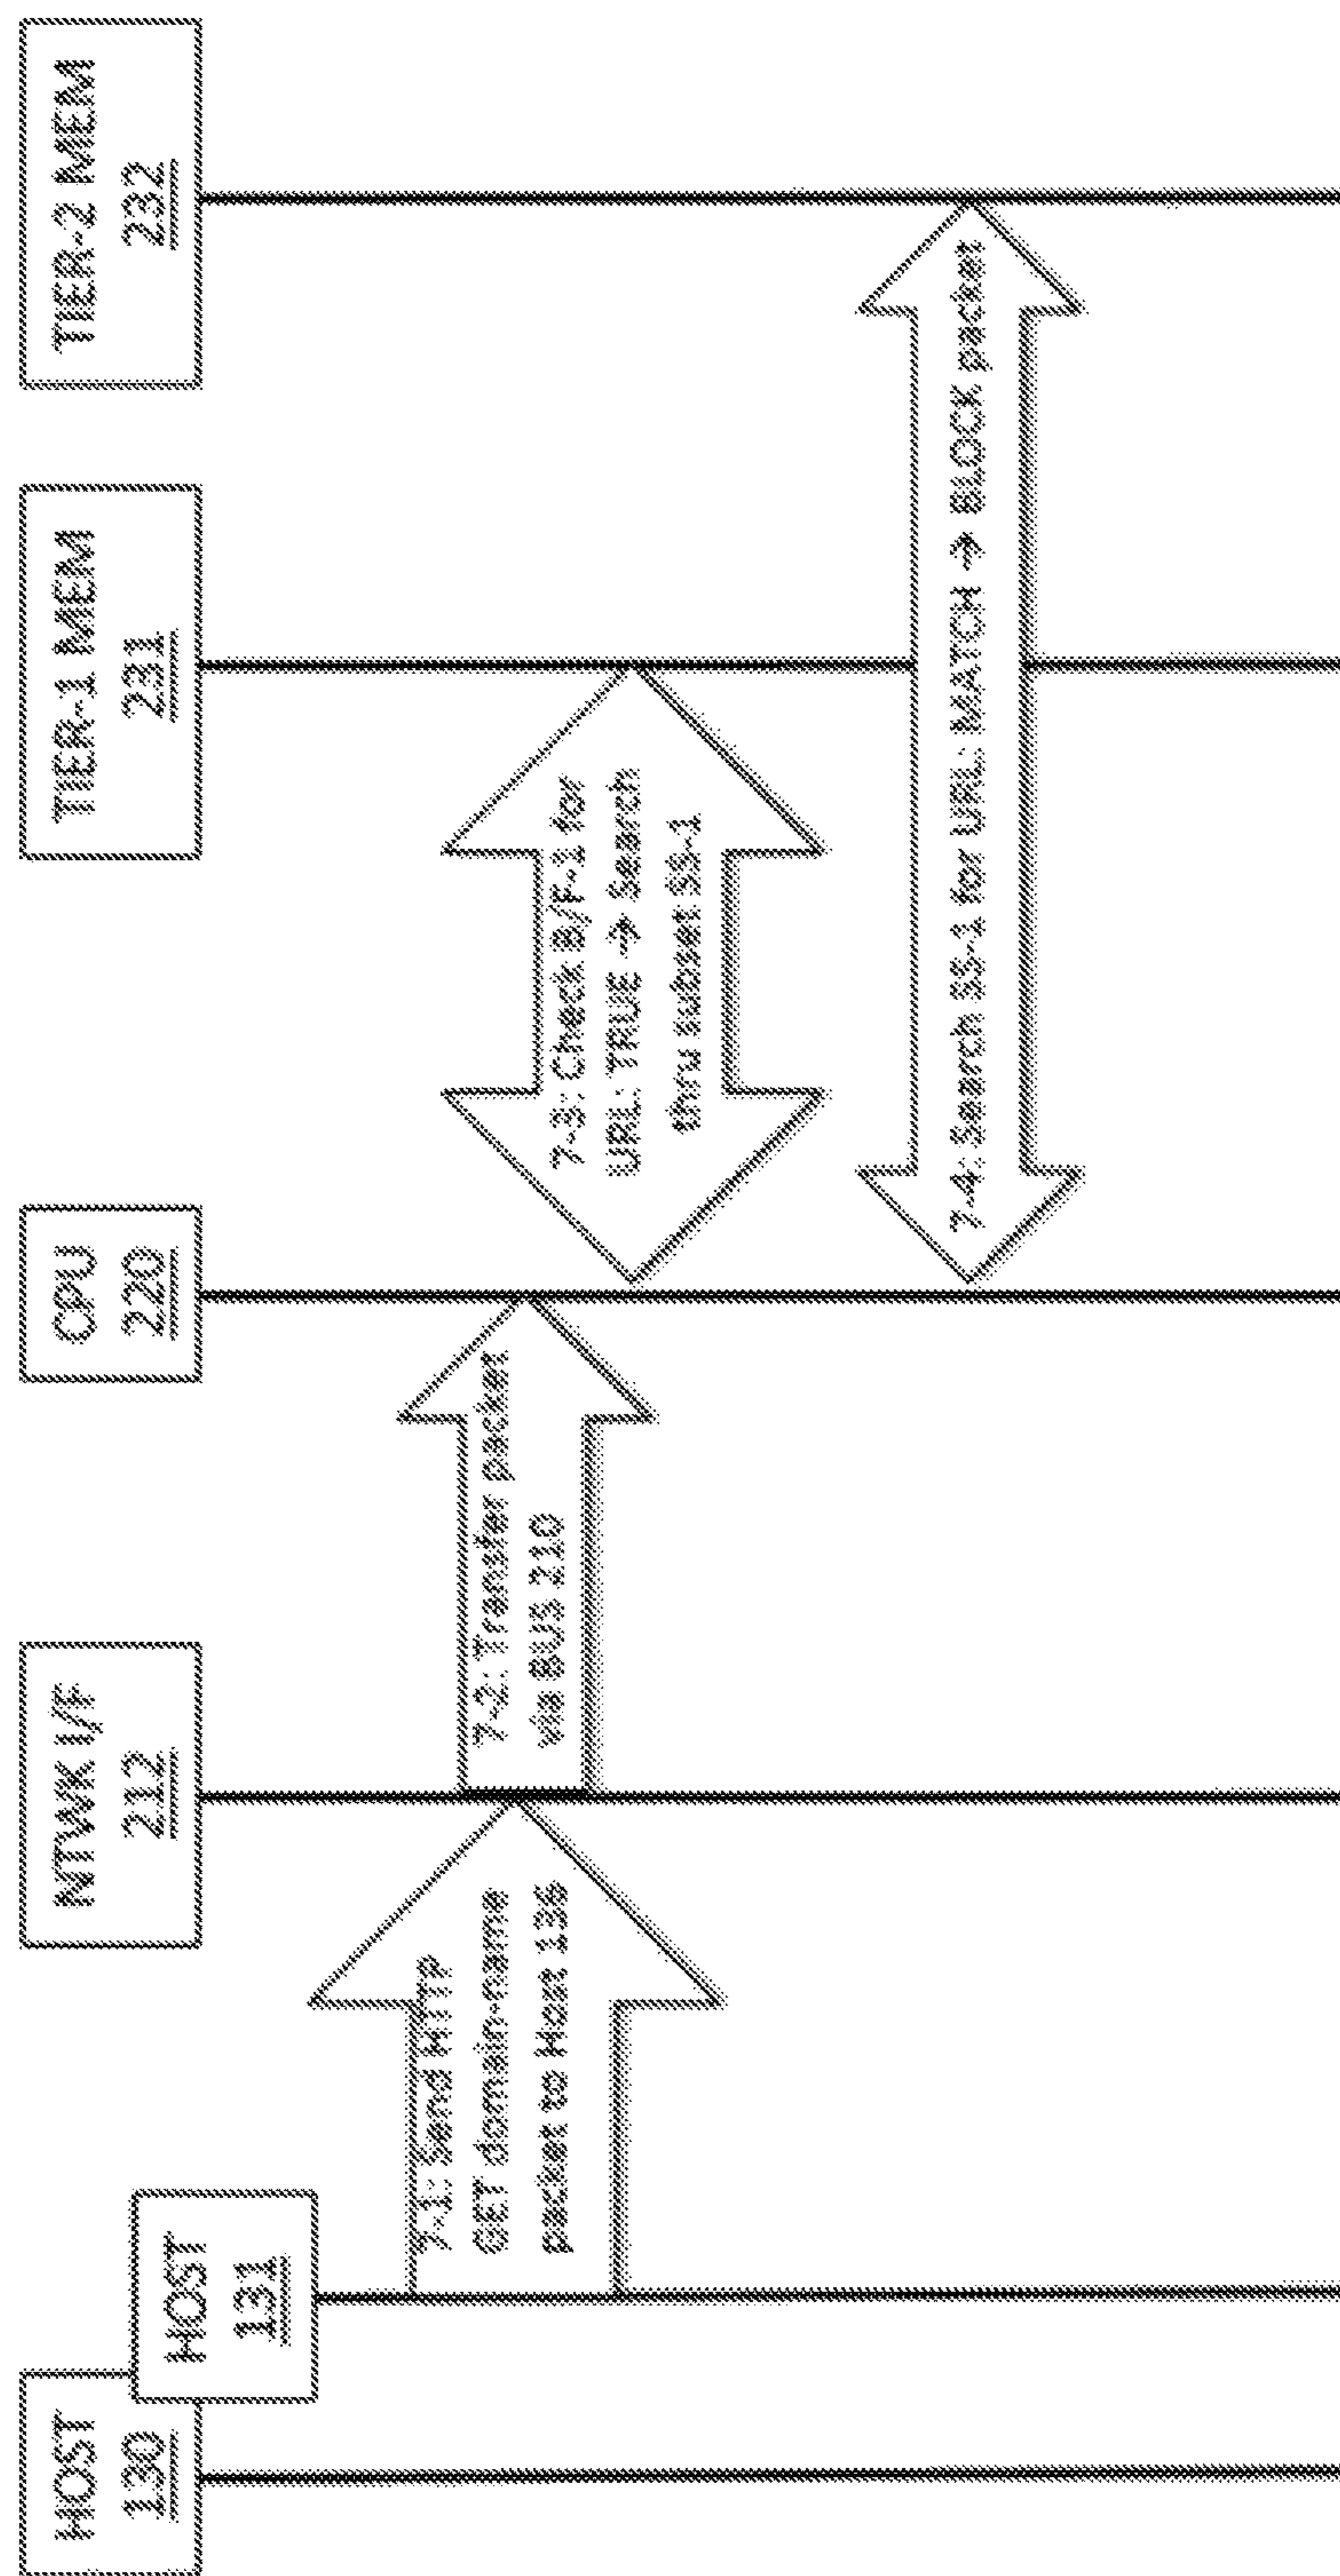 HOST
130
HOST
131
NTWK I/F
212
CPU
220
TIER-1 MEM
231
TIER-2 MEM
232
7-1: Send HTTP
GET domain-name
packet to Host 136
7-2: Transfer packet
via BUS 210
7-3: Check B/F-1 for
URL: TRUE → Search
thru subset SS-1
7-4: Search SS-1 for URL: MATCH → BLOCK packet